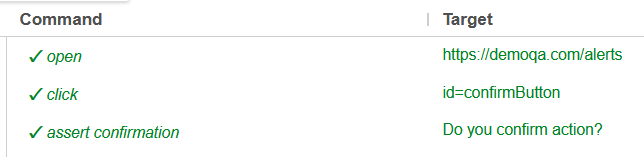 Command Target
✓ open https://demoqa.com/alerts
✓ click id=confirmButton
✓ assert confirmation Do you confirm action?